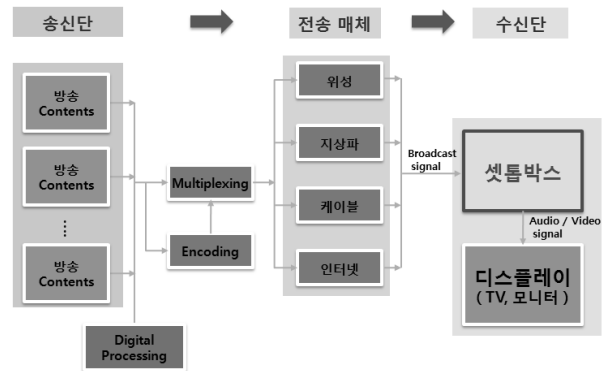 송신단
전송 매체
수신단
방송
Contents
방송
Contents
방송
Contents
Digital
Processing
Multiplexing
Encoding
위성
지상파
케이블
인터넷
Broadcast
signal
셋톱박스
Audio / Video
signal
디스플레이
( TV, 모니터 )